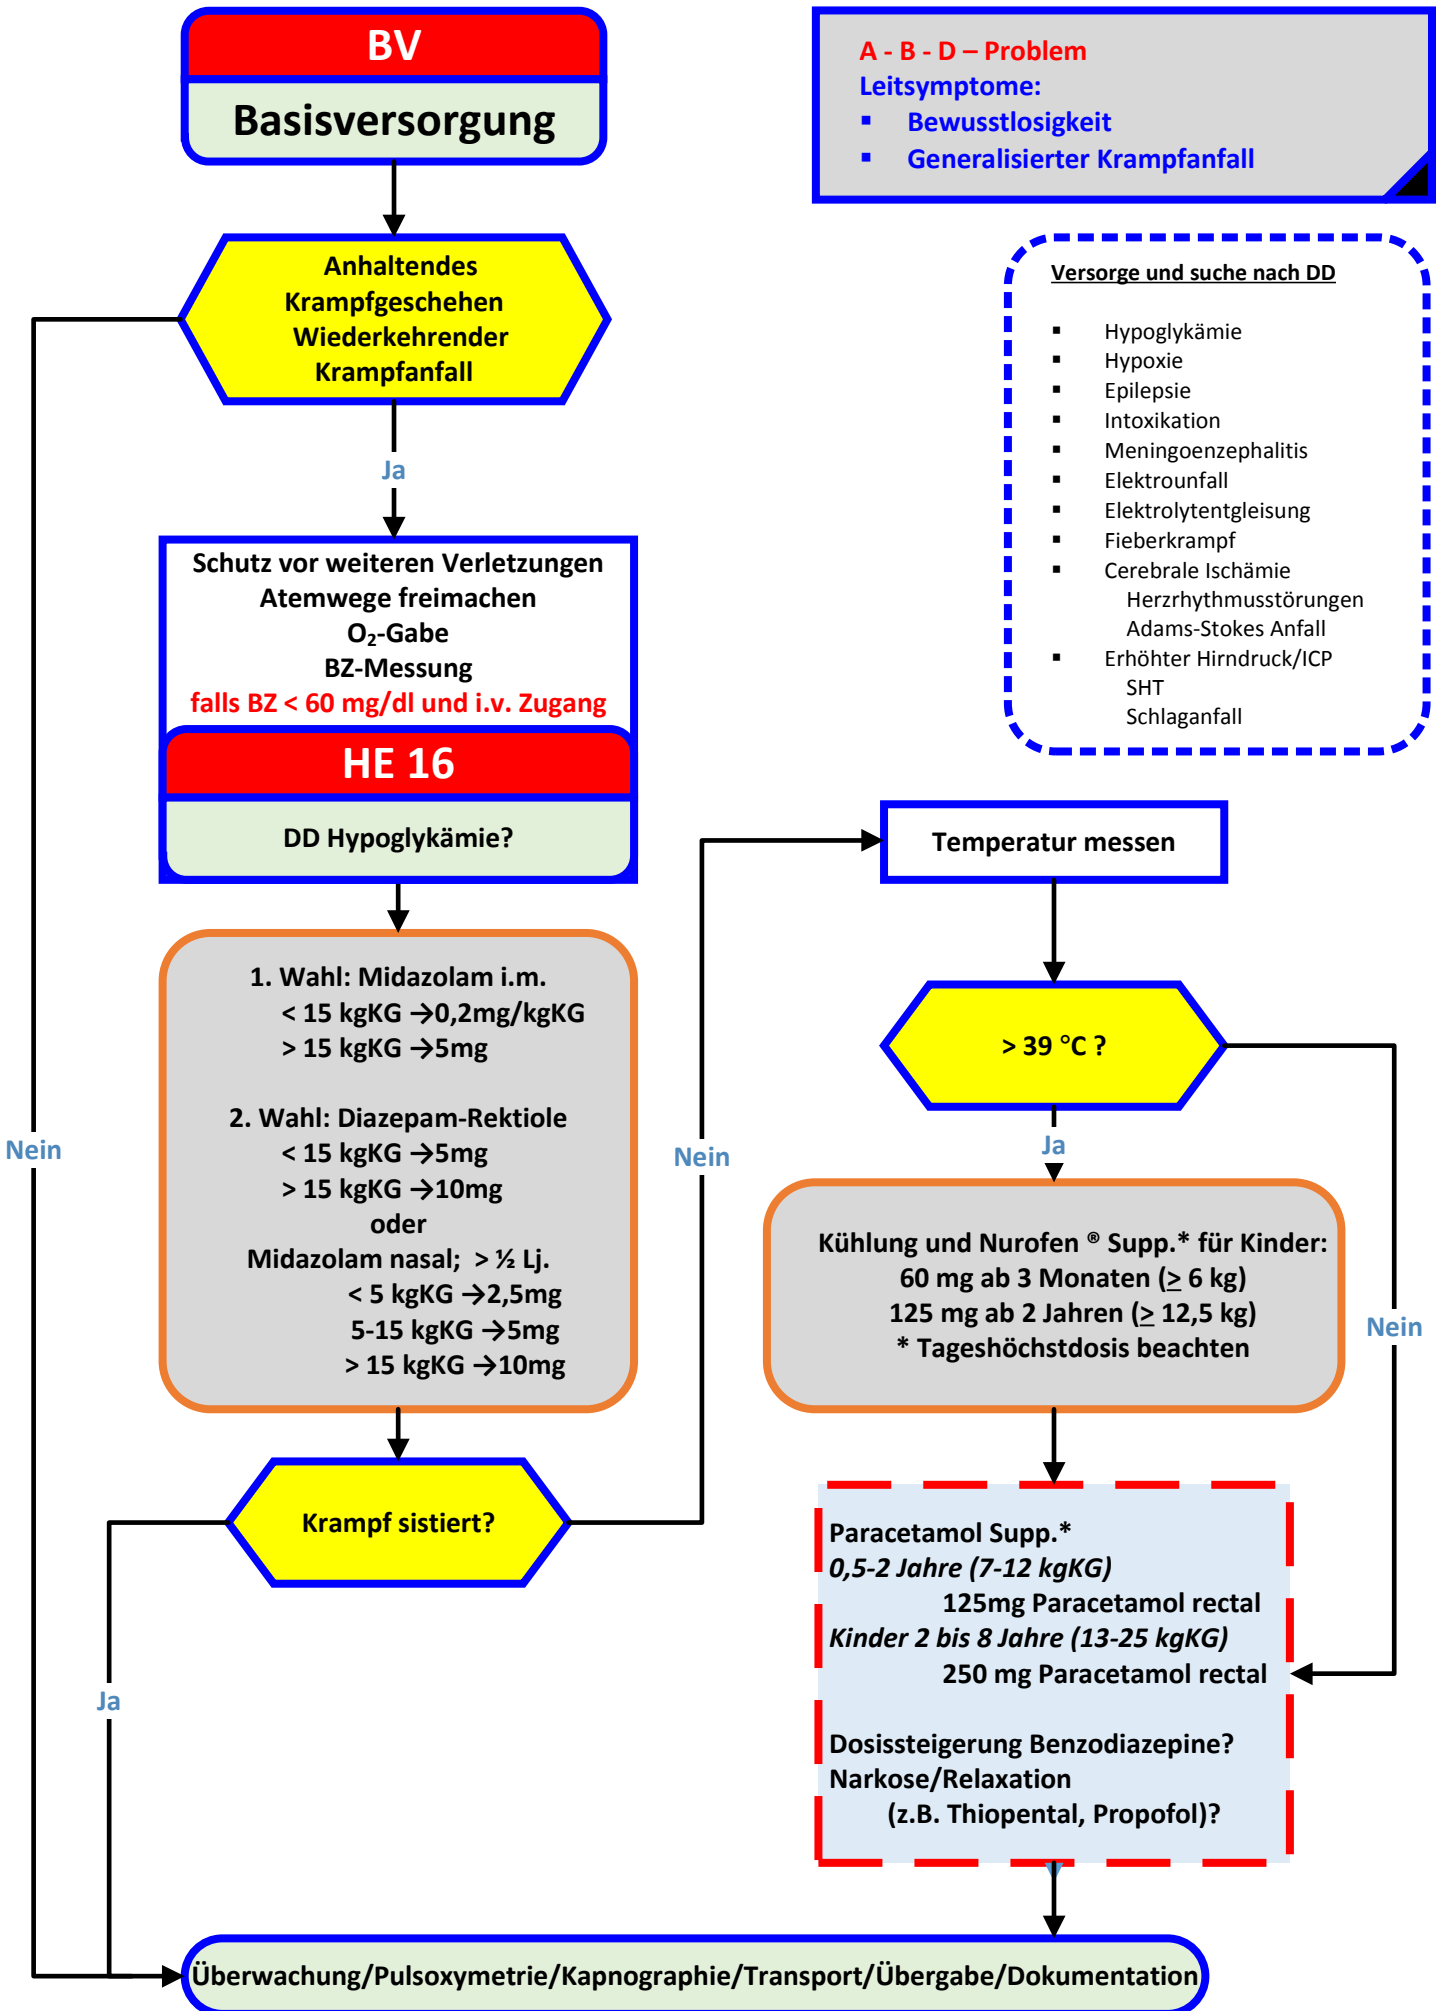 BV
Basisversorgung
A - B - D – Problem
Leitsymptome:
▪ Bewusstlosigkeit
▪ Generalisierter Krampfanfall
Anhaltendes
Krampfgeschehen
Wiederkehrender
Krampfanfall
Versorge und suche nach DD
▪ Hypoglykämie
▪ Hypoxie
▪ Epilepsie
▪ Intoxikation
▪ Meningoenzephalitis
▪ Elektrounfall
▪ Elektrolytentgleisung
▪ Fieberkrampf
▪ Cerebrale Ischämie
Herzrhythmusstörungen
Adams-Stokes Anfall
▪ Erhöhter Hirndruck/ICP
SHT
Schlaganfall
Ja
Schutz vor weiteren Verletzungen
Atemwege freimachen
O₂-Gabe
BZ-Messung
falls BZ < 60 mg/dl und i.v. Zugang
HE 16
DD Hypoglykämie?
1. Wahl: Midazolam i.m.
< 15 kgKG →0,2mg/kgKG
> 15 kgKG →5mg
2. Wahl: Diazepam-Rektiole
< 15 kgKG →5mg
> 15 kgKG →10mg
oder
Midazolam nasal; > ½ Lj.
< 5 kgKG →2,5mg
5-15 kgKG →5mg
> 15 kgKG →10mg
Nein
Krampf sistiert?
Ja
Nein
Temperatur messen
> 39 °C ?
Ja
Nein
Kühlung und Nurofen ® Supp.* für Kinder:
60 mg ab 3 Monaten (≥ 6 kg)
125 mg ab 2 Jahren (≥ 12,5 kg)
* Tageshöchstdosis beachten
Paracetamol Supp.*
0,5-2 Jahre (7-12 kgKG)
125mg Paracetamol rectal
Kinder 2 bis 8 Jahre (13-25 kgKG)
250 mg Paracetamol rectal
Dosissteigerung Benzodiazepine?
Narkose/Relaxation
(z.B. Thiopental, Propofol)?
Überwachung/Pulsoxymetrie/Kapnographie/Transport/Übergabe/Dokumentation